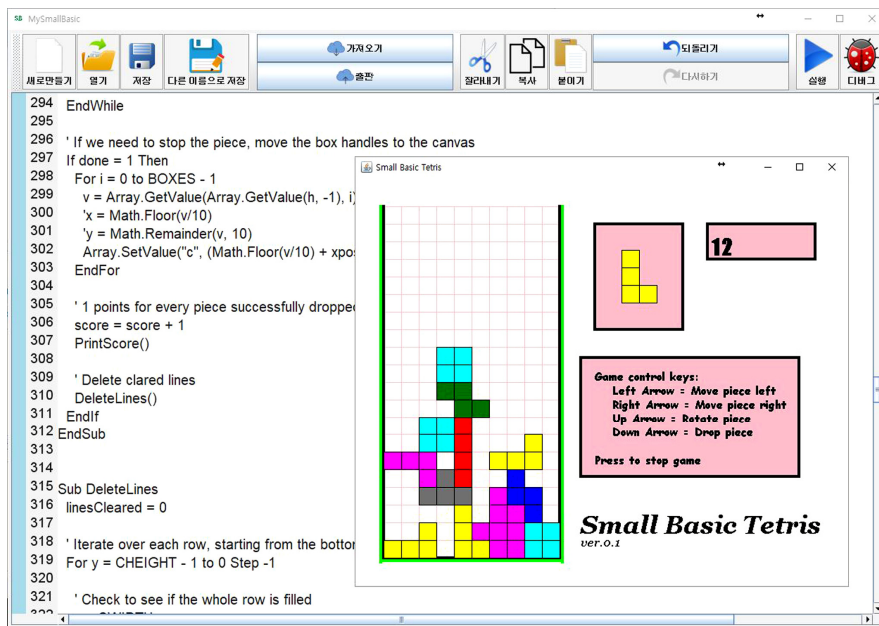 MySmallBasic
새로만들기 열기 저장 다른 이름으로 저장 가져오기 출판 잘라내기 복사 붙이기 되돌리기 다시하기 실행 디버그
294 EndWhile
295
296 ' If we need to stop the piece, move the box handles to the canvas
297 If done = 1 Then
298 For i = 0 to BOXES - 1
299 v = Array.GetValue(Array.GetValue(h, -1), i)
300 'x = Math.Floor(v/10)
301 'y = Math.Remainder(v, 10)
302 Array.SetValue("c", (Math.Floor(v/10) + xpos
303 EndFor
304
305 ' 1 points for every piece successfully dropped
306 score = score + 1
307 PrintScore()
308
309 ' Delete clared lines
310 DeleteLines()
311 EndIf
312 EndSub
313
314
315 Sub DeleteLines
316 linesCleared = 0
317
318 ' Iterate over each row, starting from the bottom
319 For y = CHEIGHT - 1 to 0 Step -1
320
321 ' Check to see if the whole row is filled
Small Basic Tetris
12
Game control keys:
Left Arrow = Move piece left
Right Arrow = Move piece right
Up Arrow = Rotate piece
Down Arrow = Drop piece
Press to stop game
Small Basic Tetris
ver.0.1